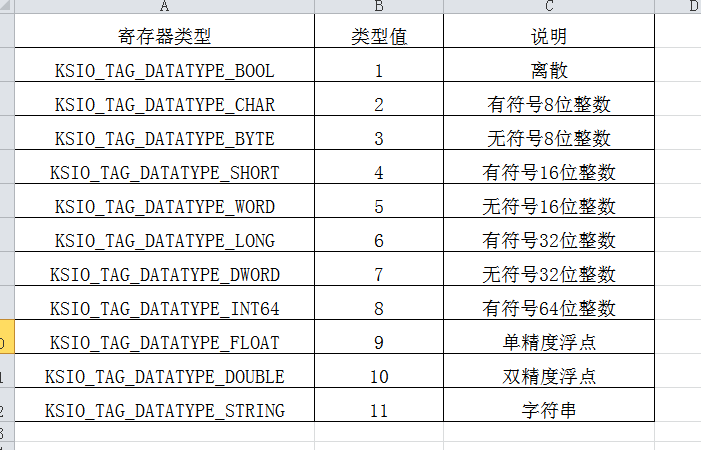 A B C D
寄存器类型 类型值 说明
KSIO_TAG_DATATYPE_BOOL 1 离散
KSIO_TAG_DATATYPE_CHAR 2 有符号8位整数
KSIO_TAG_DATATYPE_BYTE 3 无符号8位整数
KSIO_TAG_DATATYPE_SHORT 4 有符号16位整数
KSIO_TAG_DATATYPE_WORD 5 无符号16位整数
KSIO_TAG_DATATYPE_LONG 6 有符号32位整数
KSIO_TAG_DATATYPE_DWORD 7 无符号32位整数
KSIO_TAG_DATATYPE_INT64 8 有符号64位整数
KSIO_TAG_DATATYPE_FLOAT 9 单精度浮点
KSIO_TAG_DATATYPE_DOUBLE 10 双精度浮点
KSIO_TAG_DATATYPE_STRING 11 字符串